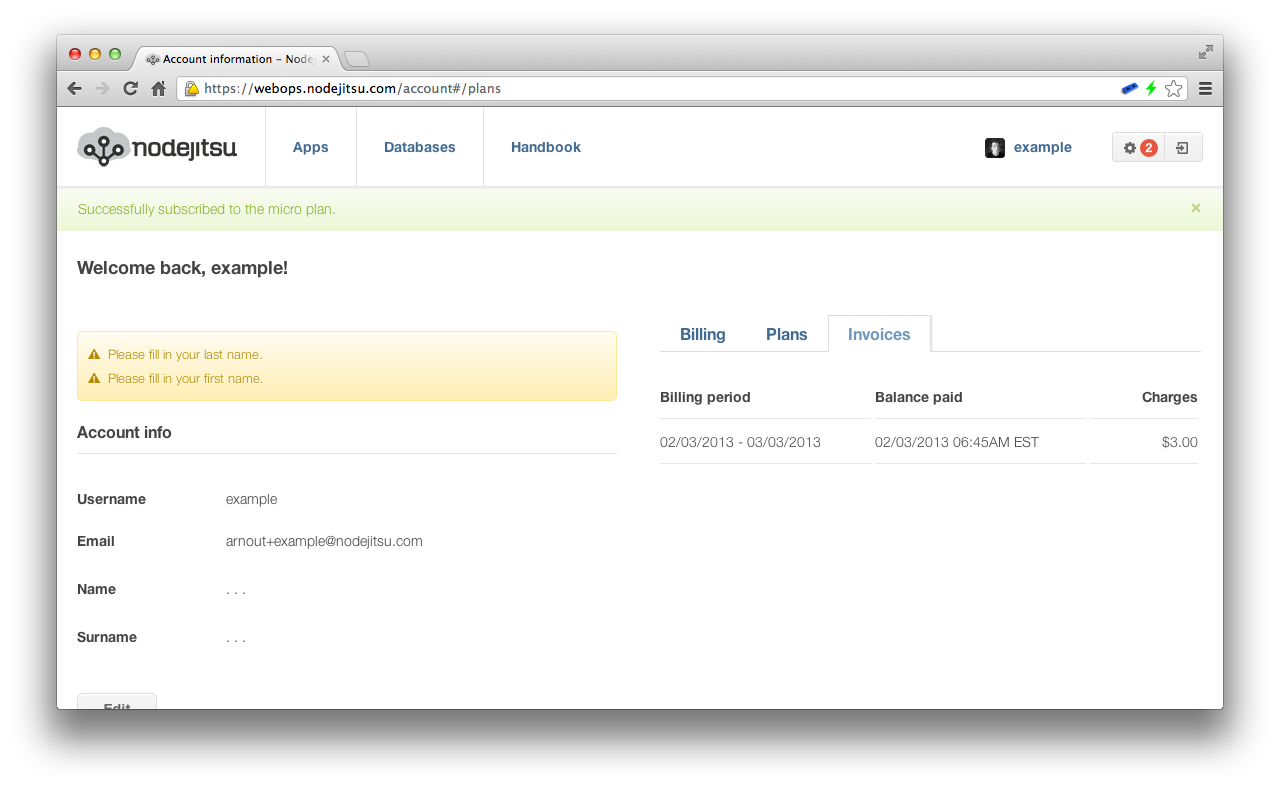 Account information – Node
https://webops.nodejitsu.com/account#/plans
nodejitsu
Apps
Databases
Handbook
example
2
Successfully subscribed to the micro plan.
×
Welcome back, example!
Please fill in your last name.
Please fill in your first name.
Account info
Username example
Email arnout+example@nodejitsu.com
Name . . .
Surname . . .
Edit
Billing Plans Invoices
Billing period Balance paid Charges
02/03/2013 - 03/03/2013 02/03/2013 06:45AM EST $3.00